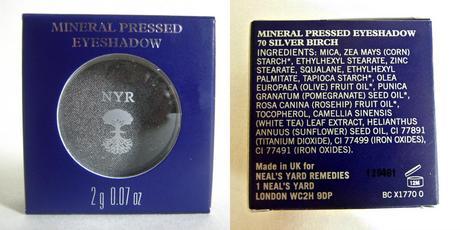 MINERAL PRESSED
EYESHADOW
NYR
2g 0.07oz
MINERAL PRESSED EYESHADOW
70 SILVER BIRCH
INGREDIENTS: MICA, ZEA MAYS (CORN)
STARCH*, ETHYLHEXYL STEARATE, ZINC
STEARATE, SQUALANE, ETHYLHEXYL
PALMITATE, TAPIOCA STARCH*, OLEA
EUROPAEA (OLIVE) FRUIT OIL*, PUNICA
GRANATUM (POMEGRANATE) SEED OIL*,
ROSA CANINA (ROSEHIP) FRUIT OIL*,
TOCOPHEROL, CAMELLIA SINENSIS
(WHITE TEA) LEAF EXTRACT, HELIANTHUS
ANNUUS (SUNFLOWER) SEED OIL, CI 77891
(TITANIUM DIOXIDE), CI 77499 (IRON OXIDES),
CI 77491 (IRON OXIDES).
Made in UK for
NEAL'S YARD REMEDIES
1 NEAL'S YARD
LONDON WC2H 9DP
12M
BC X1770 0